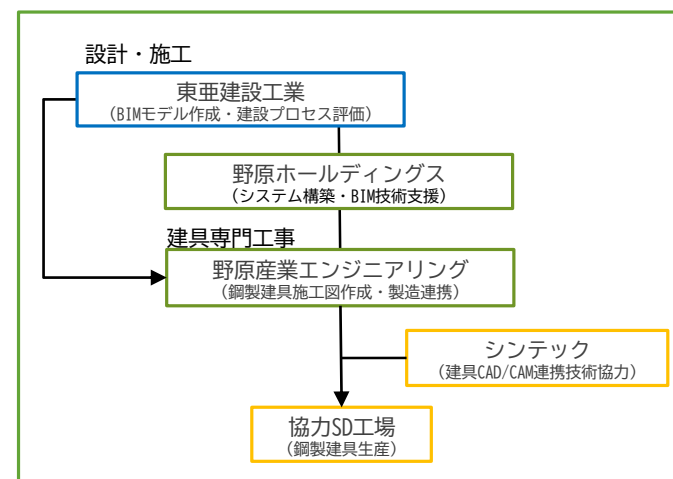 設計・施工
東亜建設工業
(BIMモデル作成・建設プロセス評価)
野原ホールディングス
(システム構築・BIM技術支援)
建具専門工事
野原産業エンジニアリング
(鋼製建具施工図作成・製造連携)
シンテック
(建具CAD/CAM連携技術協力)
協力SD工場
(鋼製建具生産)